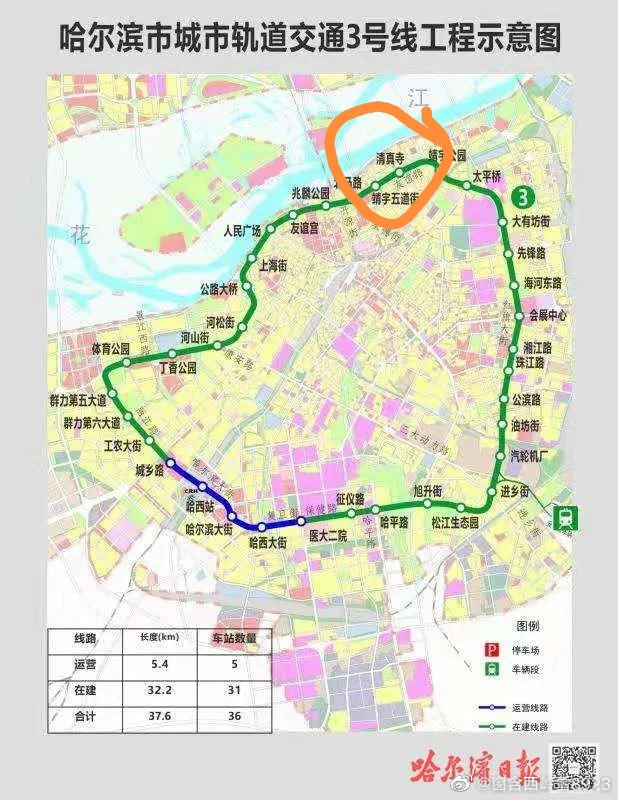 哈尔滨市城市轨道交通3号线工程示意图
江
花
清真寺
靖宇公园
太平桥
3
靖宇五道街
兆麟公园
友谊宫
人民广场
大有坊街
先锋路
上海街
海河东路
公路大桥
会展中心
河松街
河山街
体育公园
丁香公园
湘江路
珠江路
群力第五大道
公滨路
群力第六大道
油坊街
工农大街
汽轮机厂
城乡路
进乡街
哈西站
征仪路
旭升街
哈尔滨大街
哈西大街
医大二院
哈平路
松江生态园
线路 长度(km) 车站数量
运营 5.4 5
在建 32.2 31
合计 37.6 36
图例
P 停车场
车辆段
运营线路
在建线路
哈尔滨日报